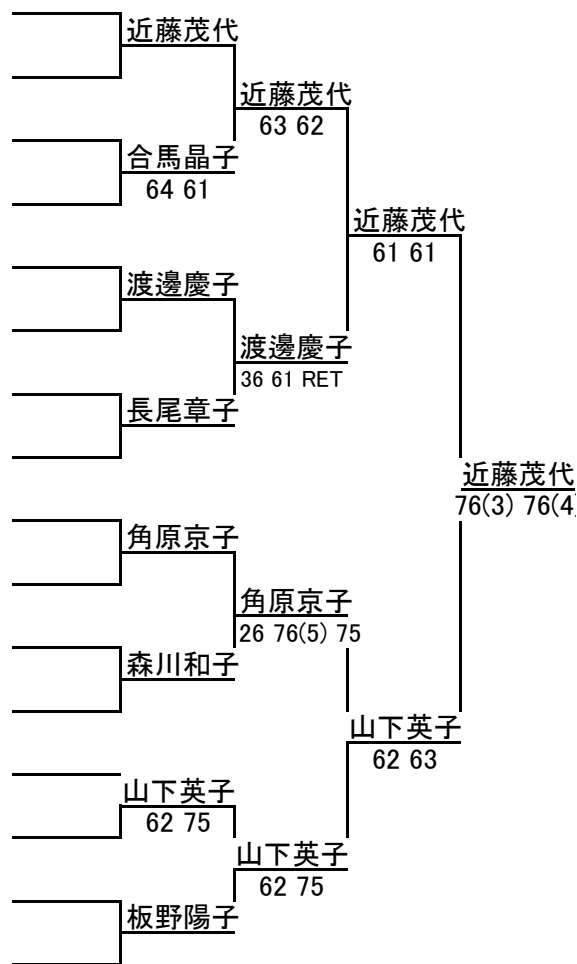 近藤茂代
近藤茂代
63 62
合馬晶子
64 61
近藤茂代
61 61
渡邊慶子
渡邊慶子
36 61 RET
長尾章子
近藤茂代
76(3) 76(4)
角原京子
角原京子
26 76(5) 75
森川和子
山下英子
62 63
山下英子
62 75
山下英子
62 75
板野陽子